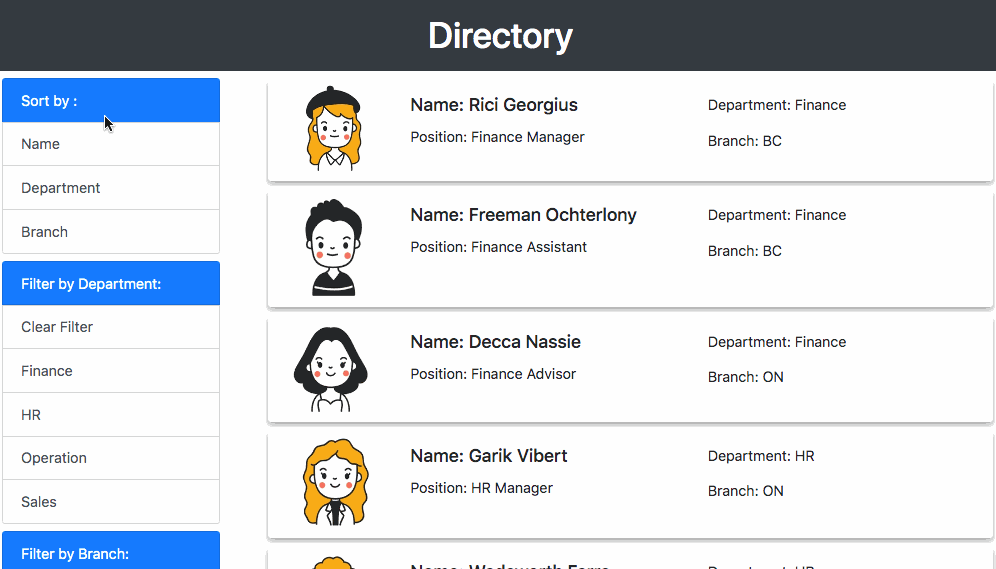 Directory
Sort by :
Name
Department
Branch
Filter by Department:
Clear Filter
Finance
HR
Operation
Sales
Filter by Branch:
Name: Rici Georgius
Position: Finance Manager
Department: Finance
Branch: BC
Name: Freeman Ochterlony
Position: Finance Assistant
Department: Finance
Branch: BC
Name: Decca Nassie
Position: Finance Advisor
Department: Finance
Branch: ON
Name: Garik Vibert
Position: HR Manager
Department: HR
Branch: ON